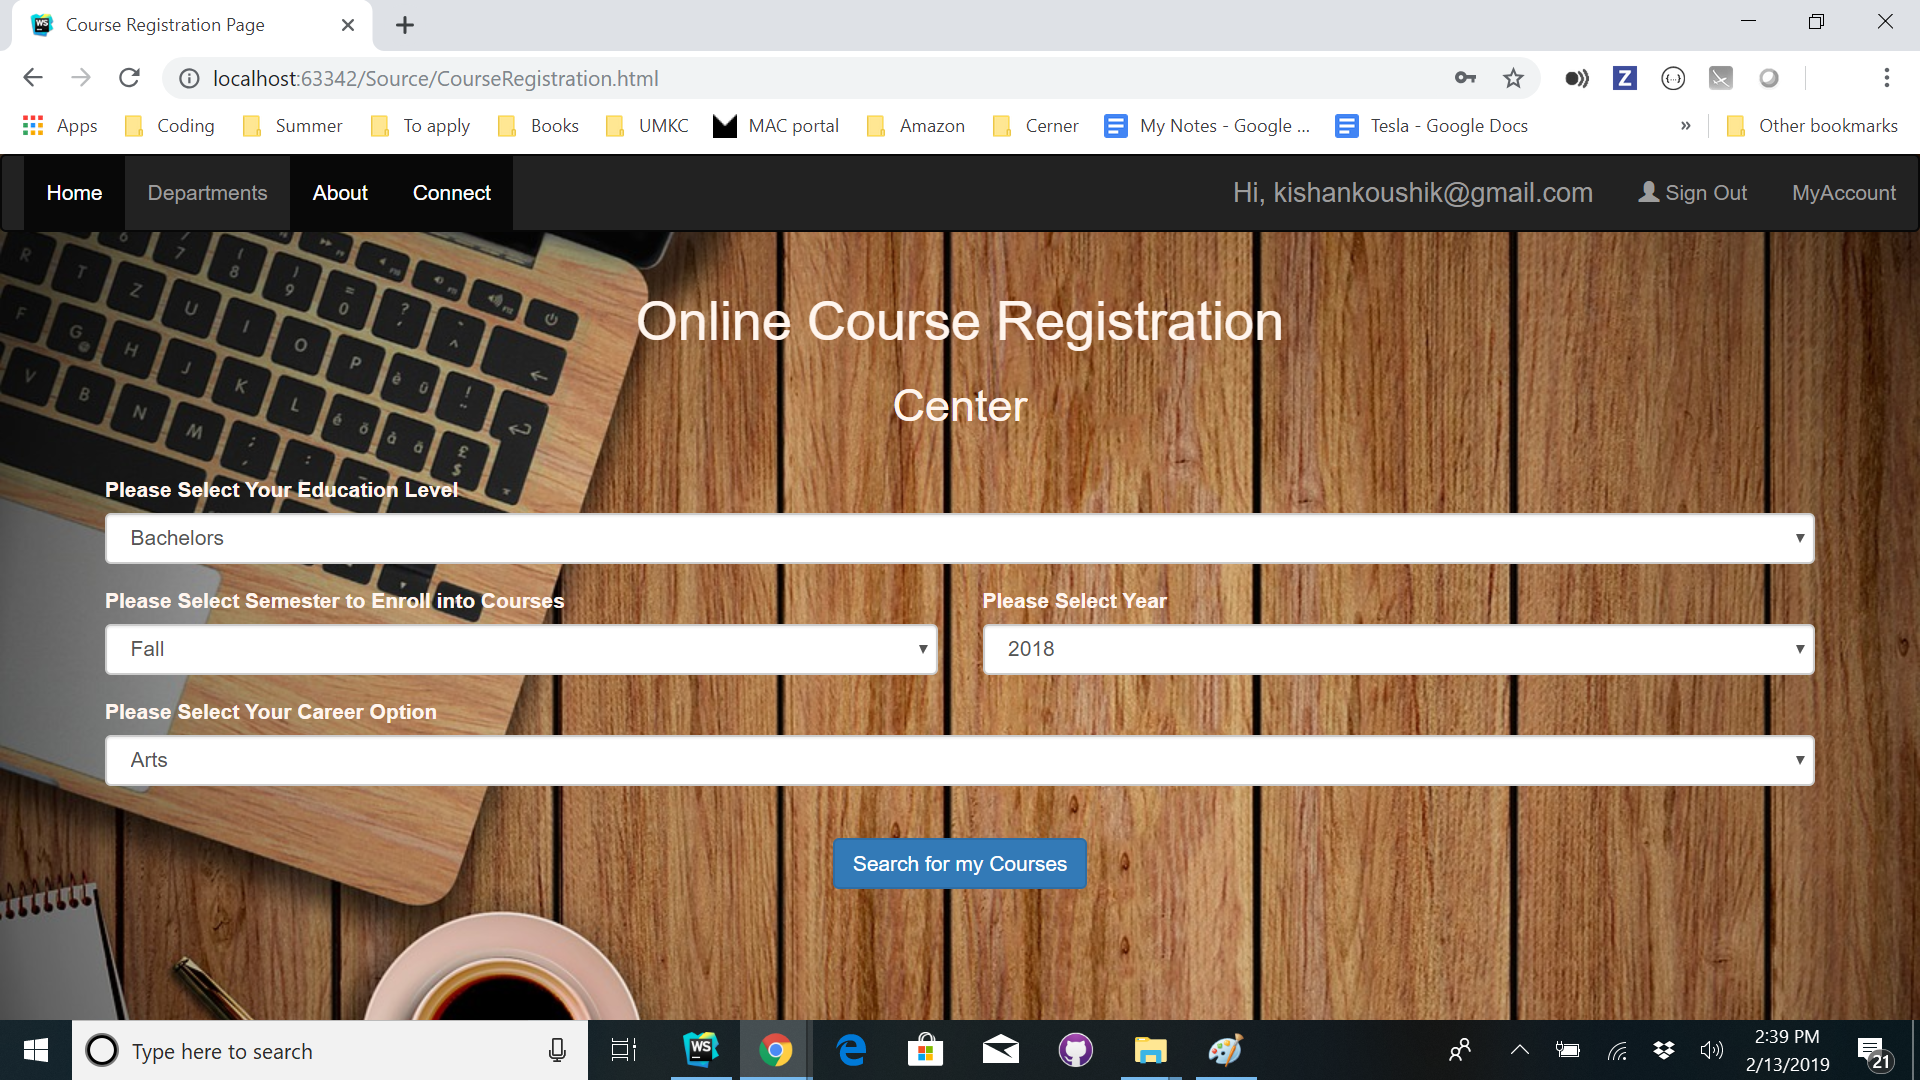 Course Registration Page
localhost:63342/Source/CourseRegistration.html
Apps Coding Summer To apply Books UMKC MAC portal Amazon Cerner My Notes - Google ... Tesla - Google Docs » Other bookmarks
Home Departments About Connect Hi, kishankoushik@gmail.com Sign Out MyAccount
Online Course Registration
Center
Please Select Your Education Level
Bachelors
Please Select Semester to Enroll into Courses Please Select Year
Fall 2018
Please Select Your Career Option
Arts
Search for my Courses
Type here to search
2:39 PM
2/13/2019
21